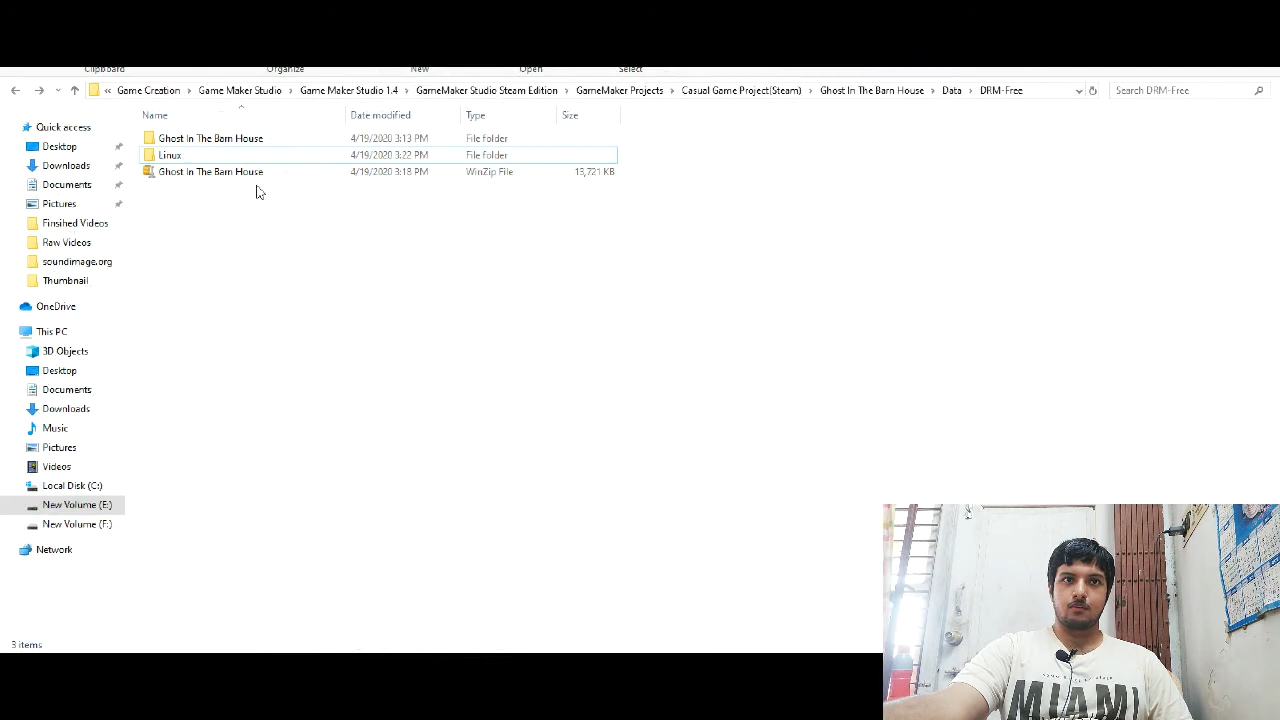 Clipboard Organize New Open Select
Game Creation Game Maker Studio Game Maker Studio 1.4 GameMaker Studio Steam Edition GameMaker Projects Casual Game Project(Steam) Ghost In The Barn House Data DRM-Free Search DRM-Free
Name Date modified Type Size
Ghost In The Barn House 4/19/2020 3:13 PM File folder
Linux 4/19/2020 3:22 PM File folder
Ghost In The Barn House 4/19/2020 3:18 PM WinZip File 13,721 KB
Quick access
Desktop
Downloads
Documents
Pictures
Finsihed Videos
Raw Videos
soundimage.org
Thumbnail
OneDrive
This PC
3D Objects
Desktop
Documents
Downloads
Music
Pictures
Videos
Local Disk (C:)
New Volume (E:)
New Volume (F:)
Network
3 items
MIAMI